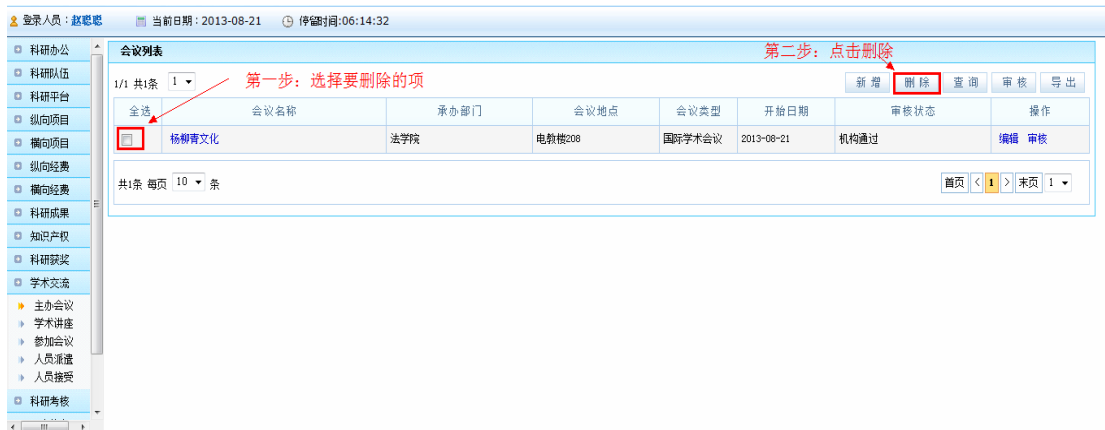 登录人员：赵聪聪 当前日期：2013-08-21 停留时间:06:14:32
科研办公
科研队伍
科研平台
纵向项目
横向项目
纵向经费
横向经费
科研成果
知识产权
科研获奖
学术交流
主办会议
学术讲座
参加会议
人员派遣
人员接受
科研考核
会议列表
第二步：点击删除
1/1 共1条 1
第一步：选择要删除的项
新增 删除 查询 审核 导出
全选 会议名称 承办部门 会议地点 会议类型 开始日期 审核状态 操作
杨柳青文化 法学院 电教楼208 国际学术会议 2013-08-21 机构通过 编辑 审核
共1条 每页 10 条
首页 < 1 > 末页 1